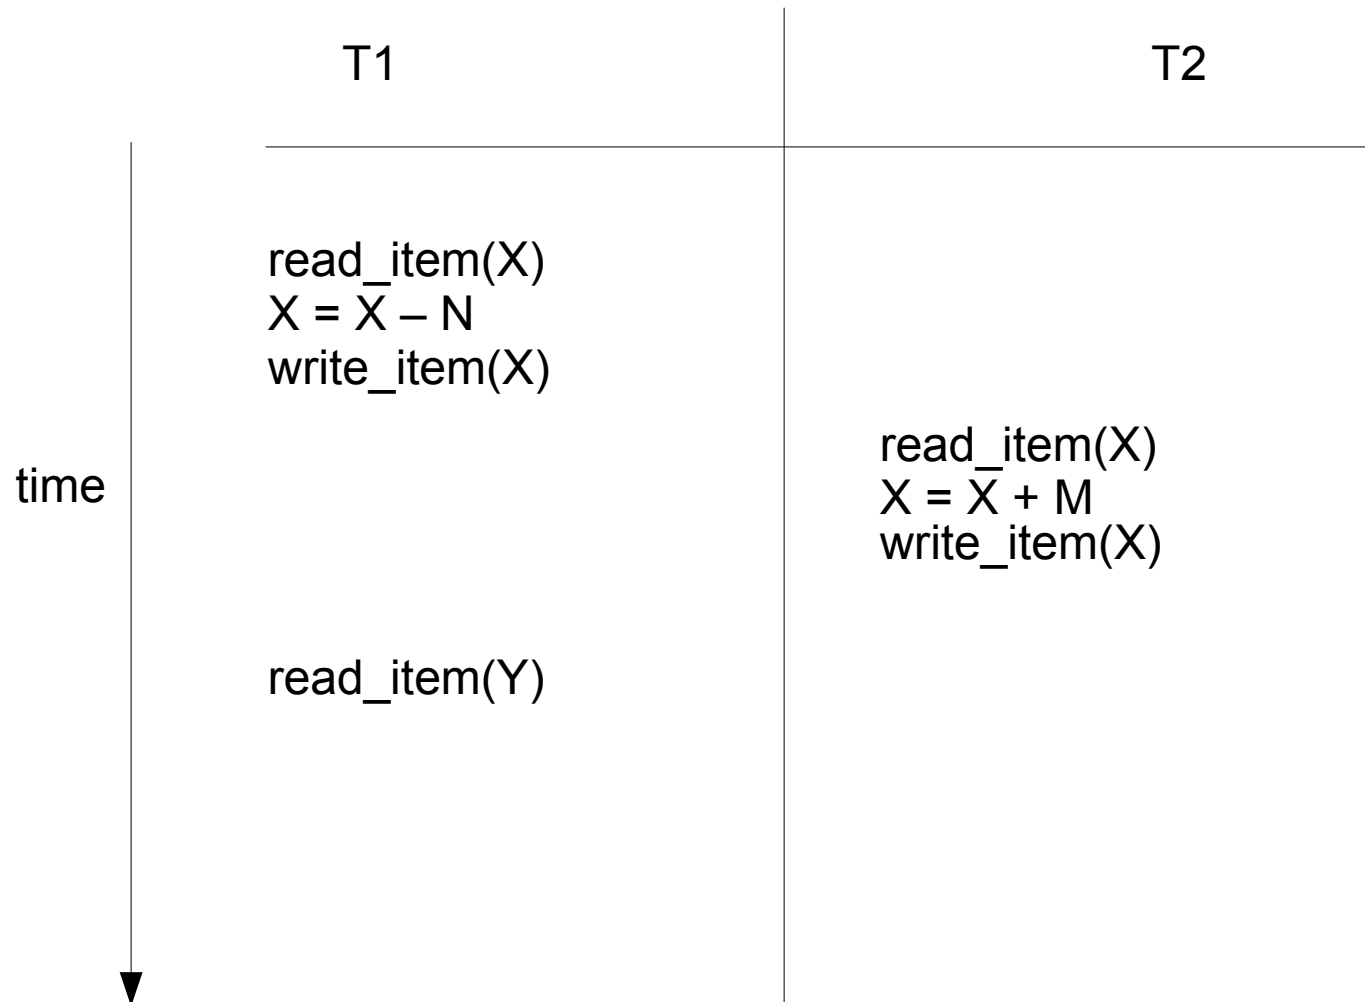 T1
T2
read_item(X)
X = X – N
write_item(X)
read_item(X)
time
X = X + M
write_item(X)
read_item(Y)